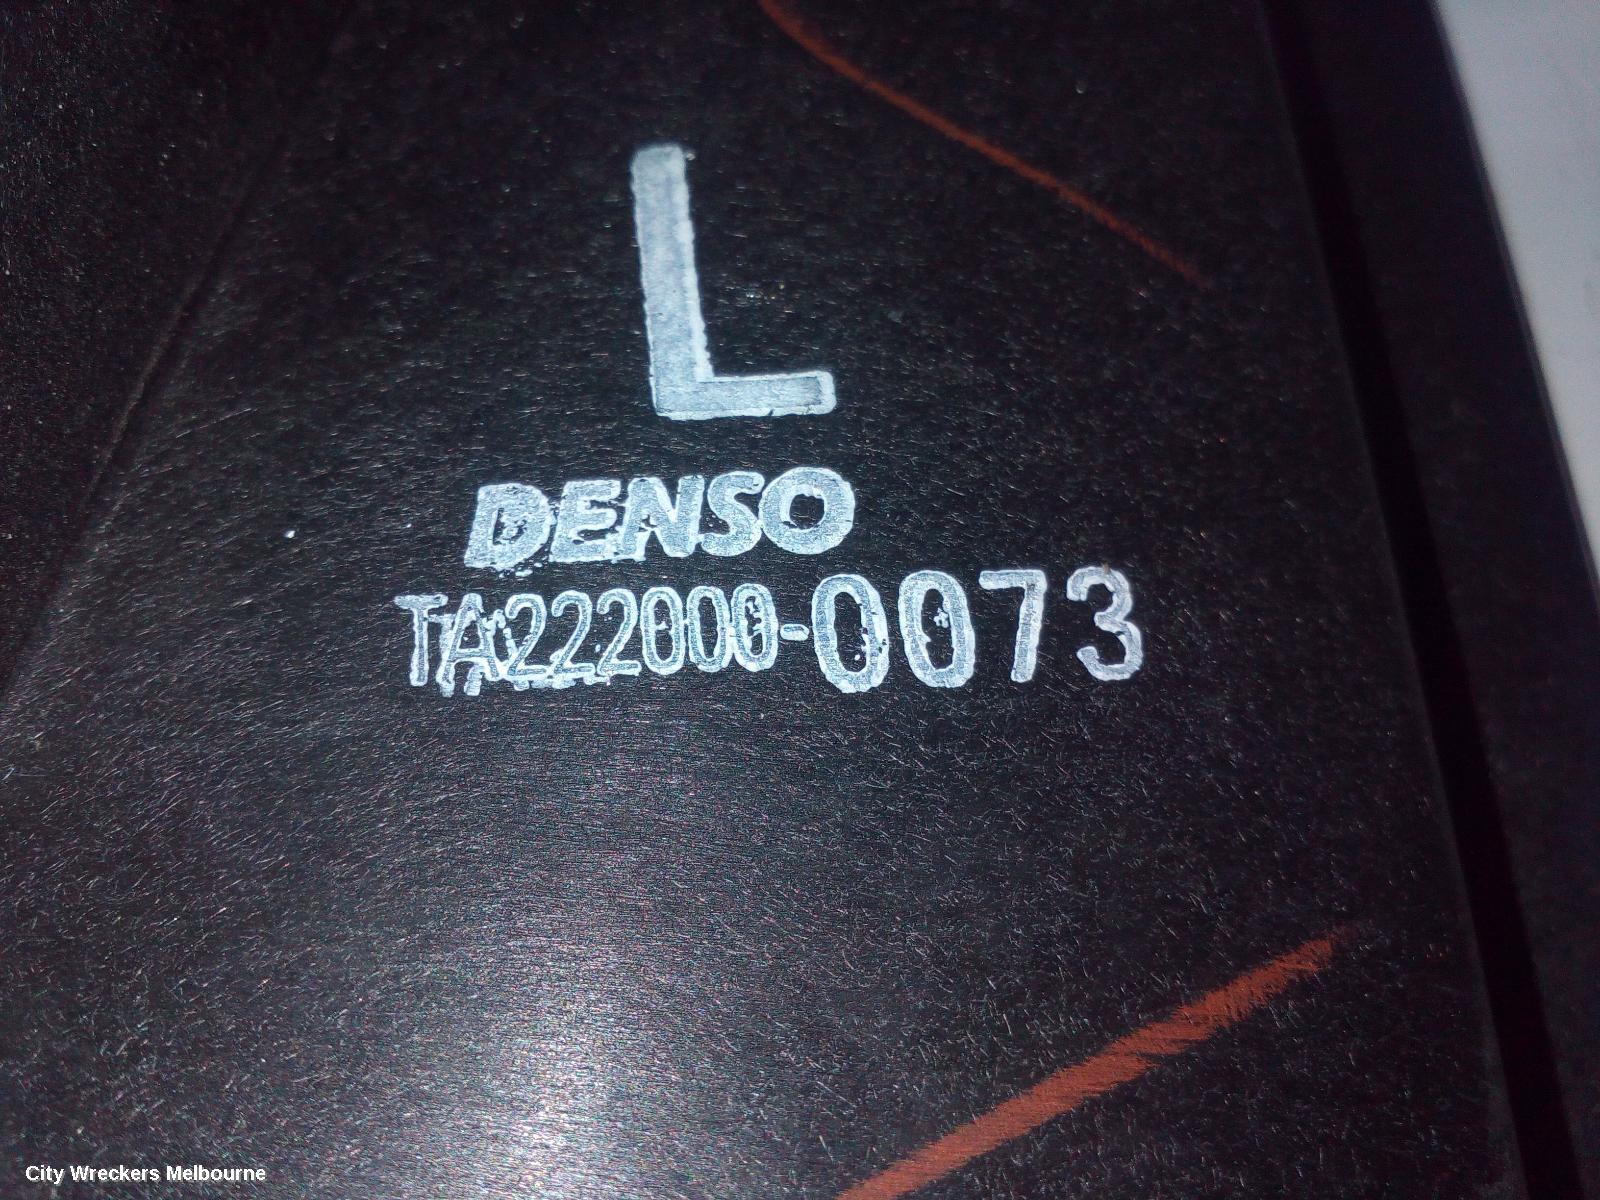 L
DENSO
TA222000-0073
City Wreckers Melbourne